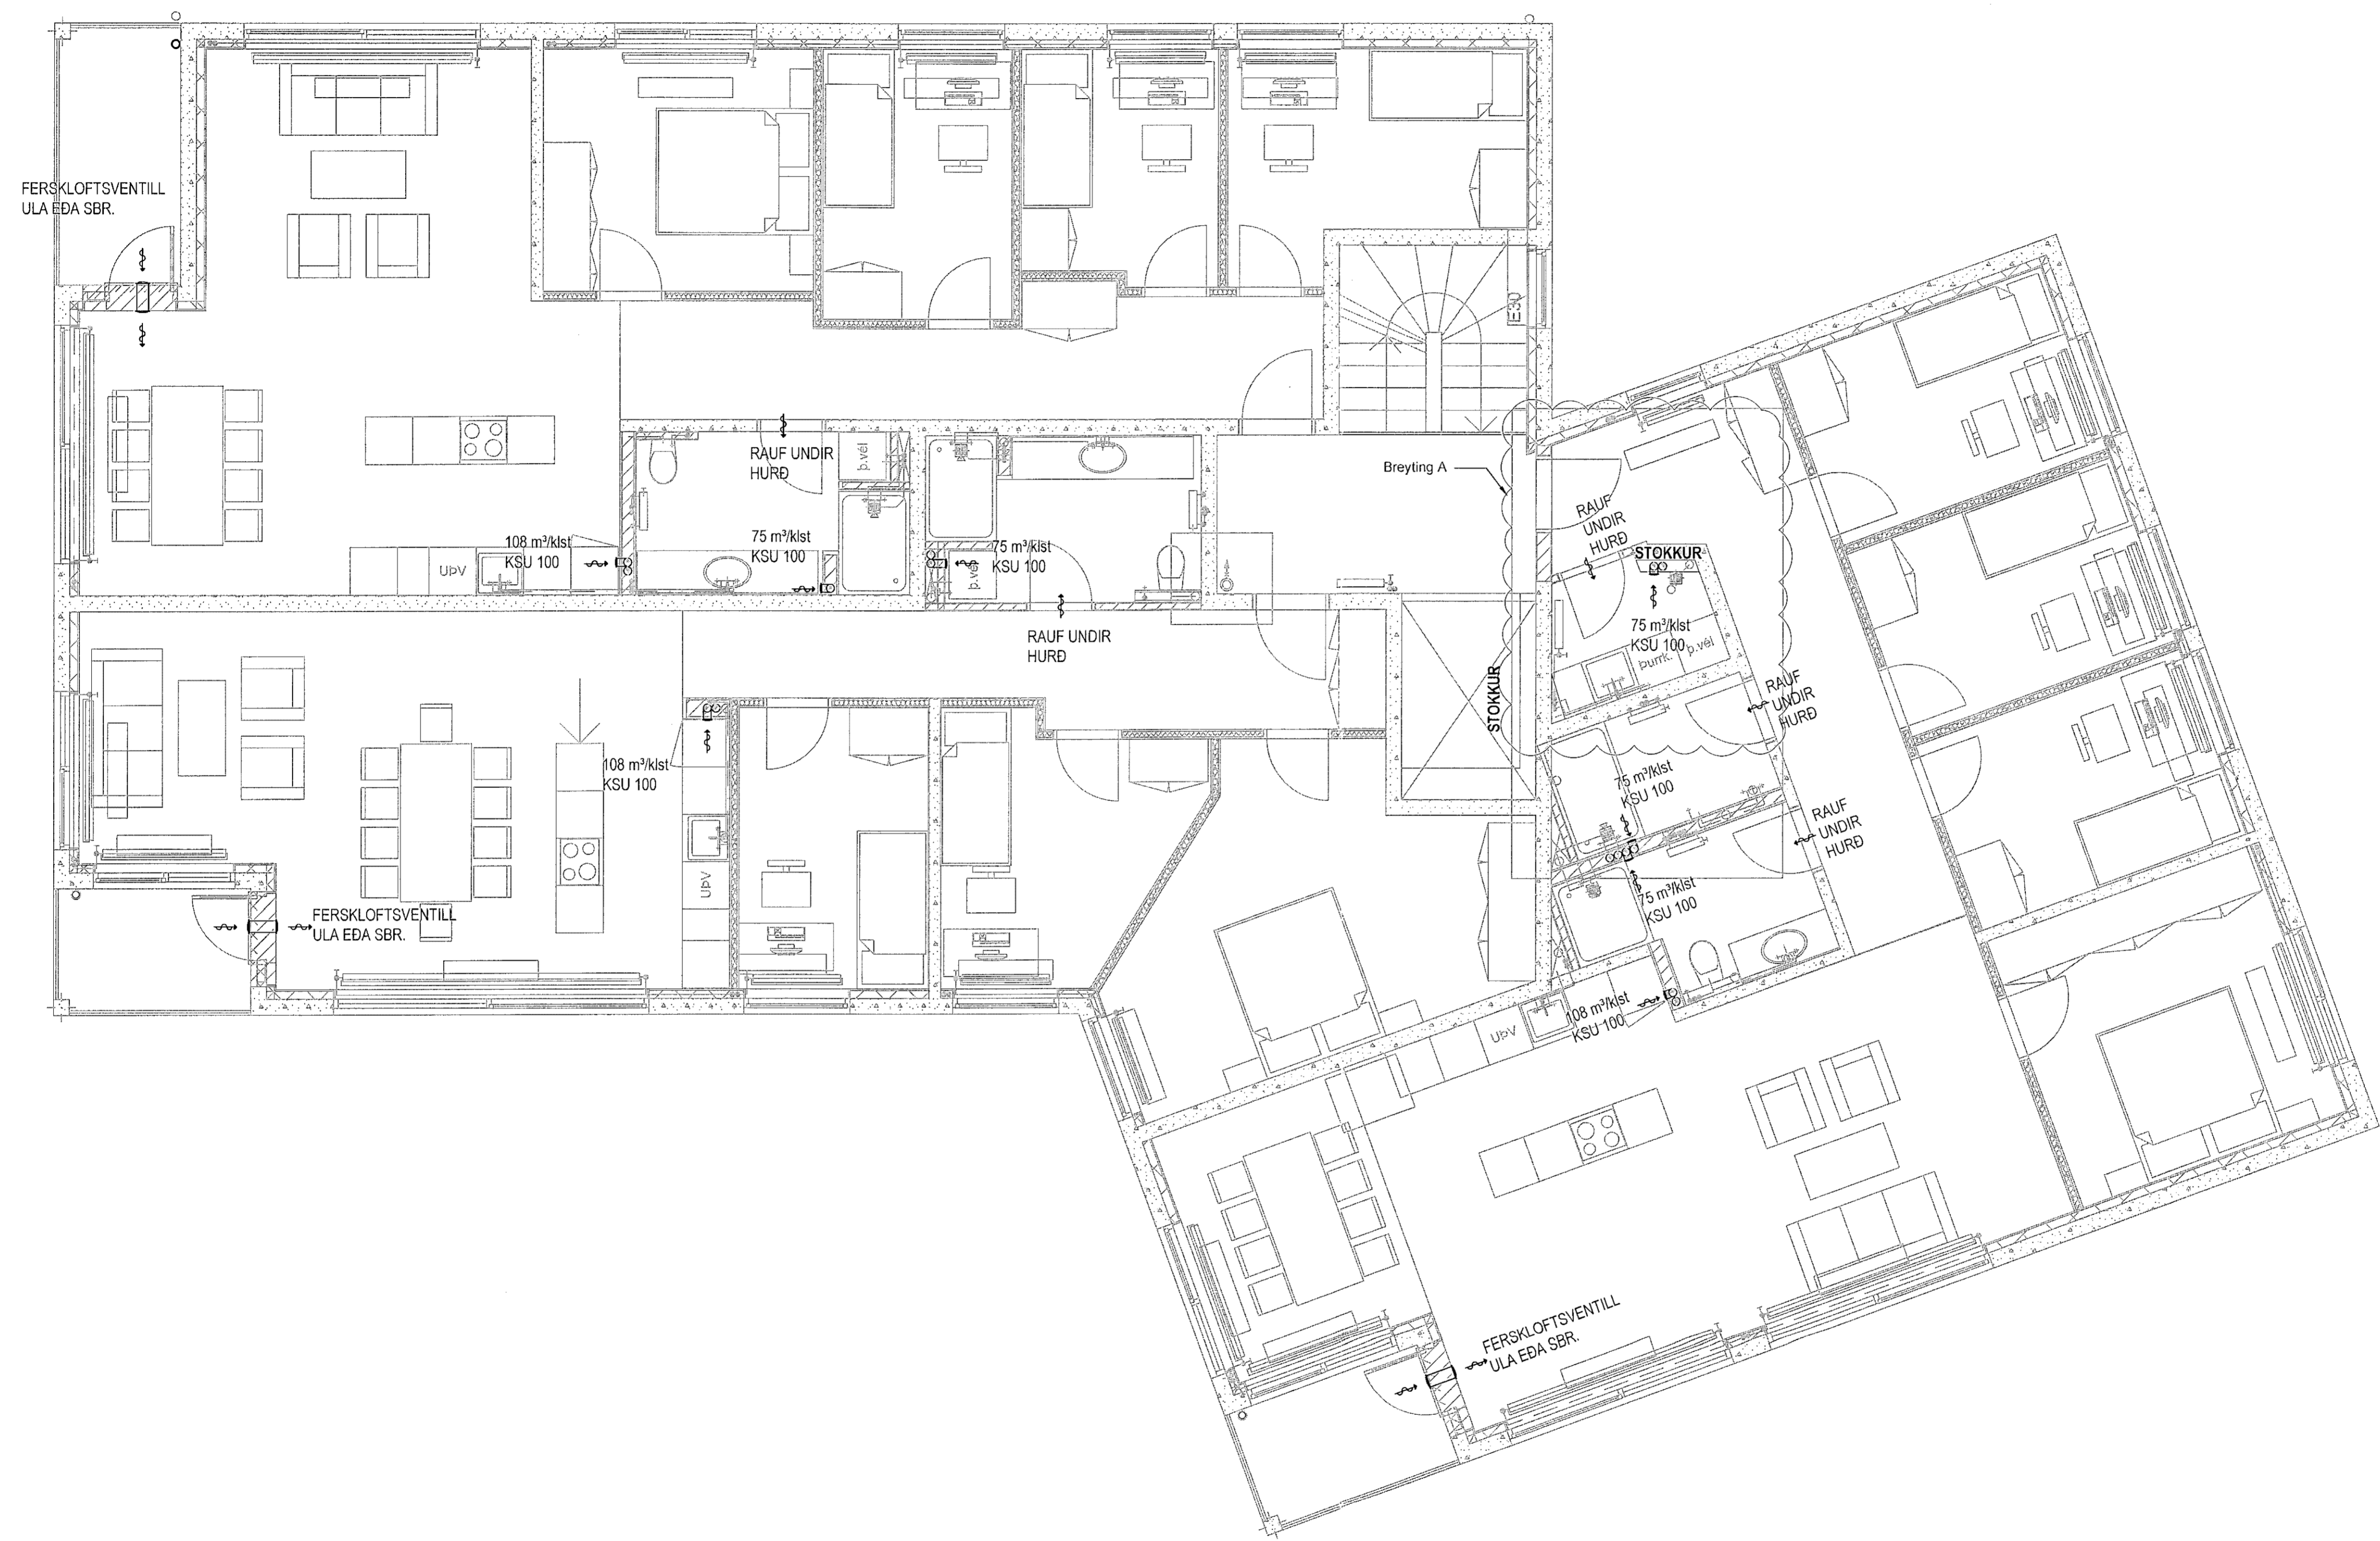 FERSKLOFTSVENTILL
ULA EÐA SBR.
E30
RAUF UNDIR
HURÐ
þ.vél
Breyting A
108 m³/klst
KSU 100
UÞV
75 m³/klst
KSU 100
75 m³/klst
KSU 100
þ.vél
RAUF
UNDIR
HURÐ
STOKKUR
75 m³/klst
KSU 100
þurrk.
þ.vél
RAUF UNDIR
HURÐ
STOKKUR
RAUF
UNDIR
HURÐ
108 m³/klst
KSU 100
UÞV
75 m³/klst
KSU 100
RAUF
UNDIR
HURÐ
75 m³/klst
KSU 100
FERSKLOFTSVENTILL
ULA EÐA SBR.
108 m³/klst
KSU 100
UÞV
FERSKLOFTSVENTILL
ULA EÐA SBR.